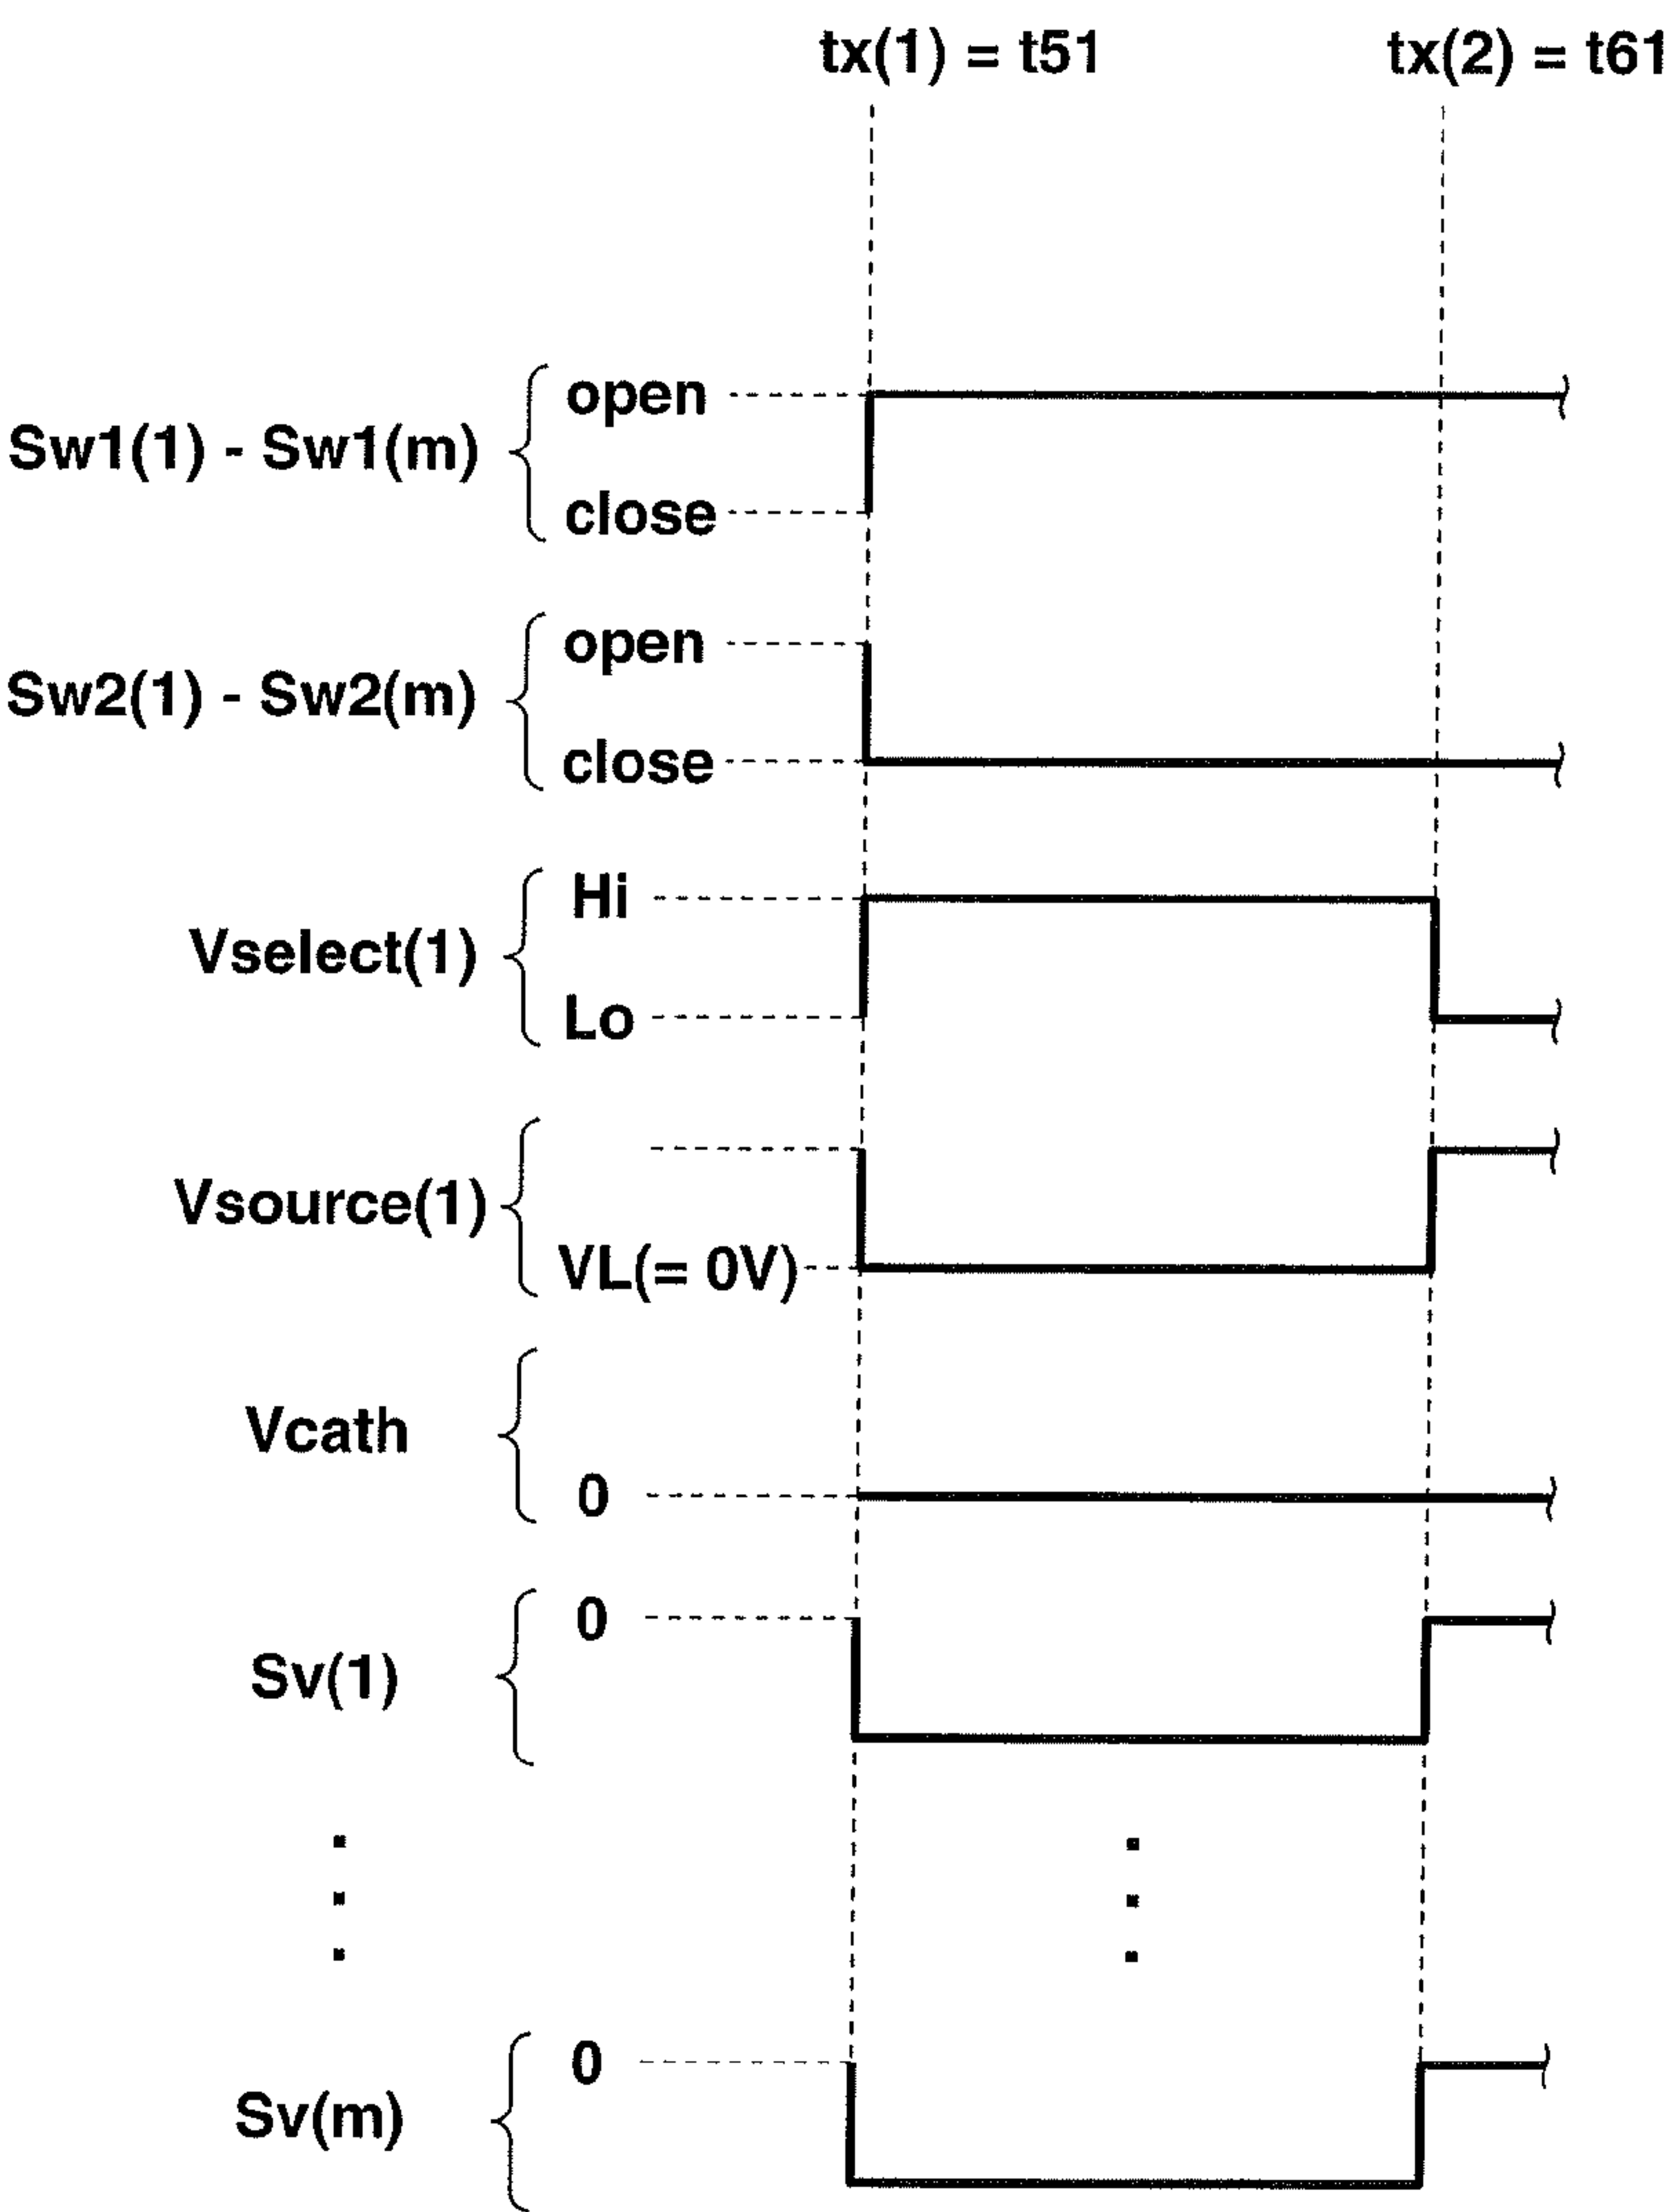 tx(1) = t51 tx(2) = t61
open
Sw1(1) - Sw1(m)
close
open
Sw2(1) - Sw2(m)
close
Hi
Vselect(1)
Lo
Vsource(1)
VL(= 0V)
Vcath
0
0
Sv(1)
0
Sv(m)